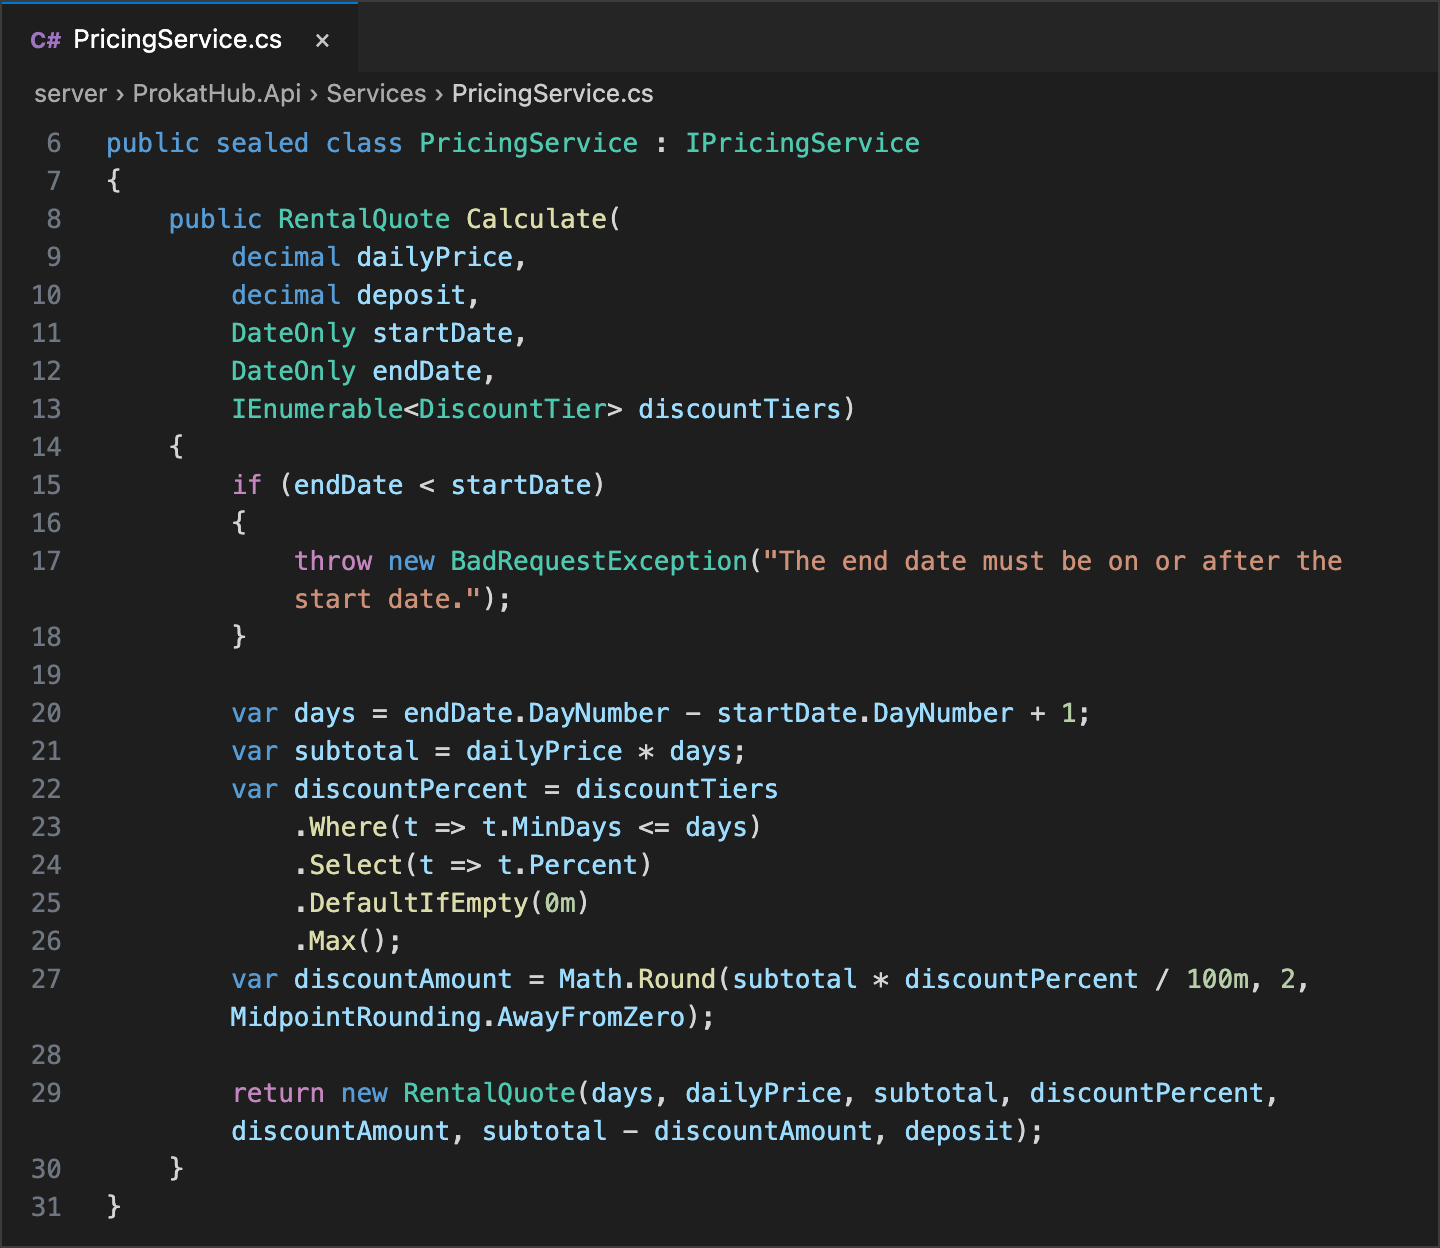 C# PricingService.cs ×
server › ProkatHub.Api › Services › PricingService.cs
6 public sealed class PricingService : IPricingService
7 {
8     public RentalQuote Calculate(
9         decimal dailyPrice,
10         decimal deposit,
11         DateOnly startDate,
12         DateOnly endDate,
13         IEnumerable<DiscountTier> discountTiers)
14     {
15         if (endDate < startDate)
16         {
17             throw new BadRequestException("The end date must be on or after the
            start date.");
18         }
19
20         var days = endDate.DayNumber - startDate.DayNumber + 1;
21         var subtotal = dailyPrice * days;
22         var discountPercent = discountTiers
23             .Where(t => t.MinDays <= days)
24             .Select(t => t.Percent)
25             .DefaultIfEmpty(0m)
26             .Max();
27         var discountAmount = Math.Round(subtotal * discountPercent / 100m, 2,
        MidpointRounding.AwayFromZero);
28
29         return new RentalQuote(days, dailyPrice, subtotal, discountPercent,
        discountAmount, subtotal - discountAmount, deposit);
30     }
31 }